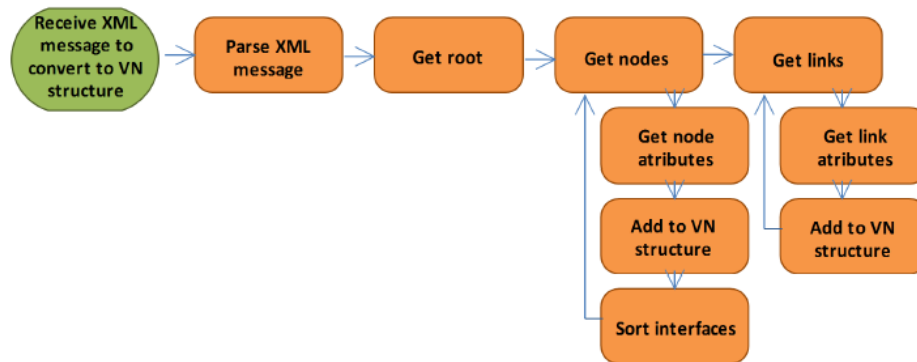 Receive XML
message to
convert to VN
structure
Parse XML
message
Get root
Get nodes
Get links
Get node
atributes
Get link
atributes
Add to VN
structure
Add to VN
structure
Sort interfaces